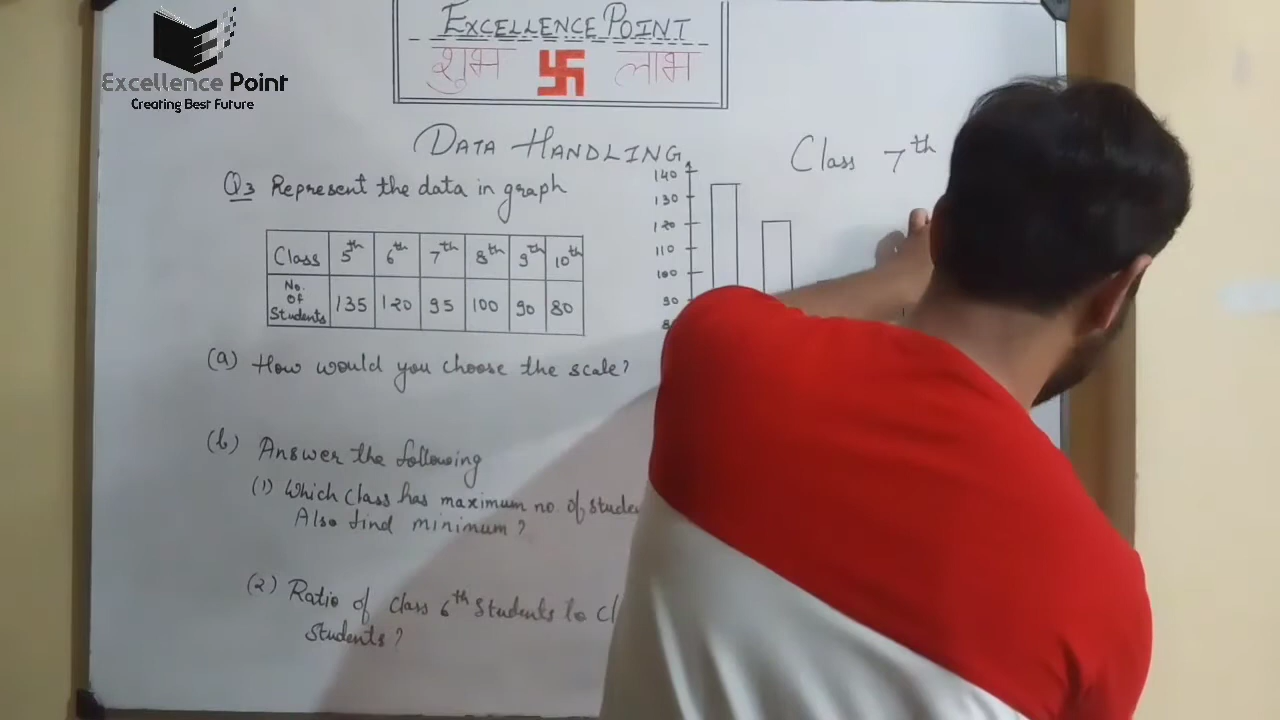 Excellence Point
Creating Best Future
EXCELLENCE POINT
शुभ लाभ
DATA HANDLING
Class 7th
Q3 Represent the data in graph
Class 5th 6th 7th 8th 9th 10th
No. Of Students 135 120 95 100 90 80
(a) How would you choose the scale?
(b) Answer the following
(1) Which class has maximum no. of
Also find minimum?
(2) Ratio of class 6th students to
Students?
140
130
120
110
100
90